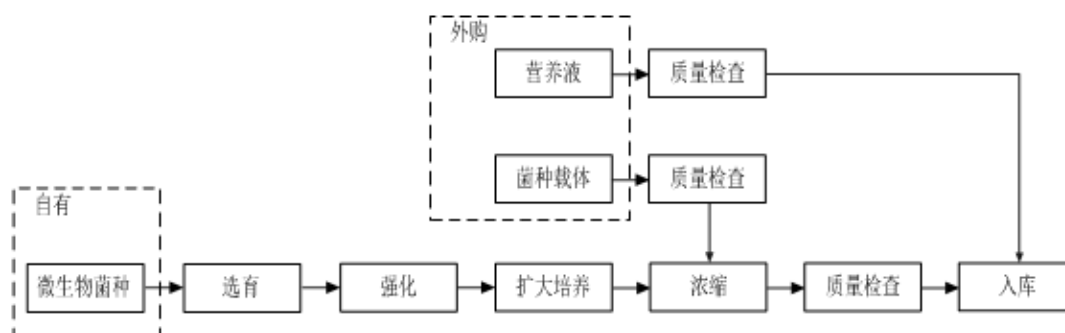 外购
营养液
质量检查
菌种载体
质量检查
自有
微生物菌种
选育
强化
扩大培养
浓缩
质量检查
入库